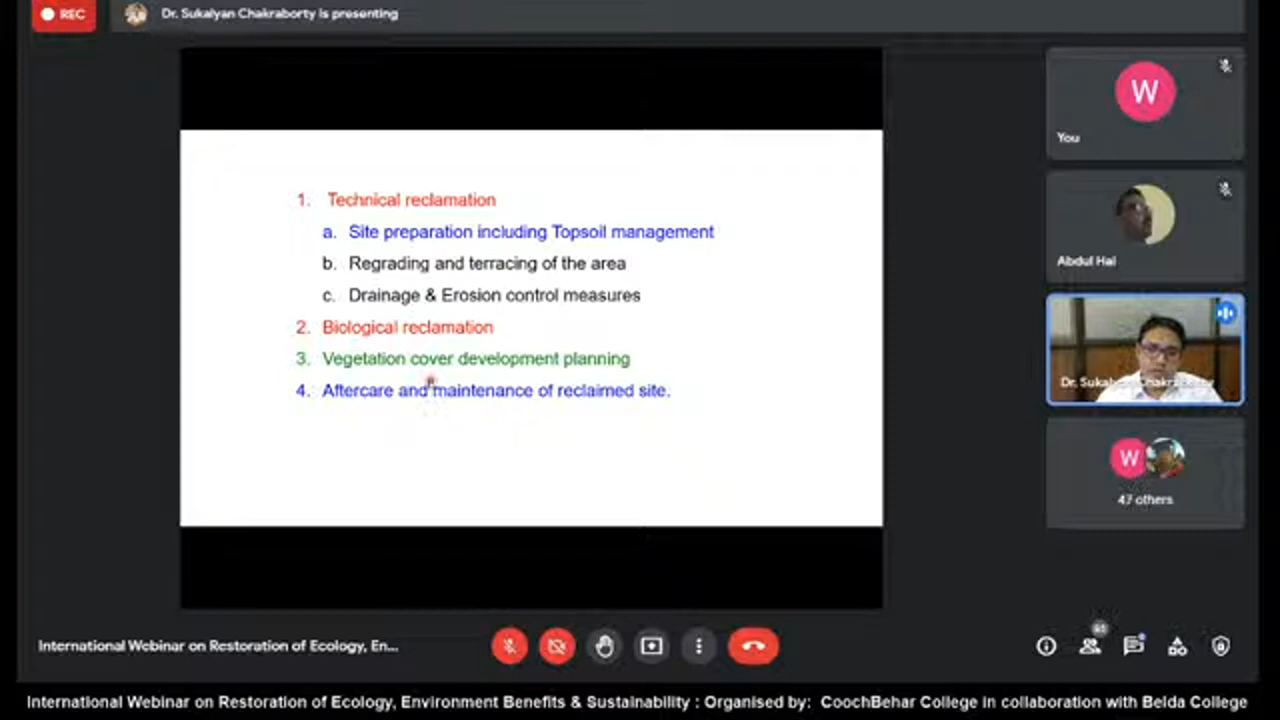 REC
Dr. Sukalyan Chakraborty is presenting
1. Technical reclamation
a. Site preparation including Topsoil management
b. Regrading and terracing of the area
c. Drainage & Erosion control measures
2. Biological reclamation
3. Vegetation cover development planning
4. Aftercare and maintenance of reclaimed site.
W
You
Abdul Hai
Dr. Sukalyan Chakraborty
W
47 others
International Webinar on Restoration of Ecology, En...
International Webinar on Restoration of Ecology, Environment Benefits & Sustainability : Organised by: CoochBehar College in collaboration with Belda College